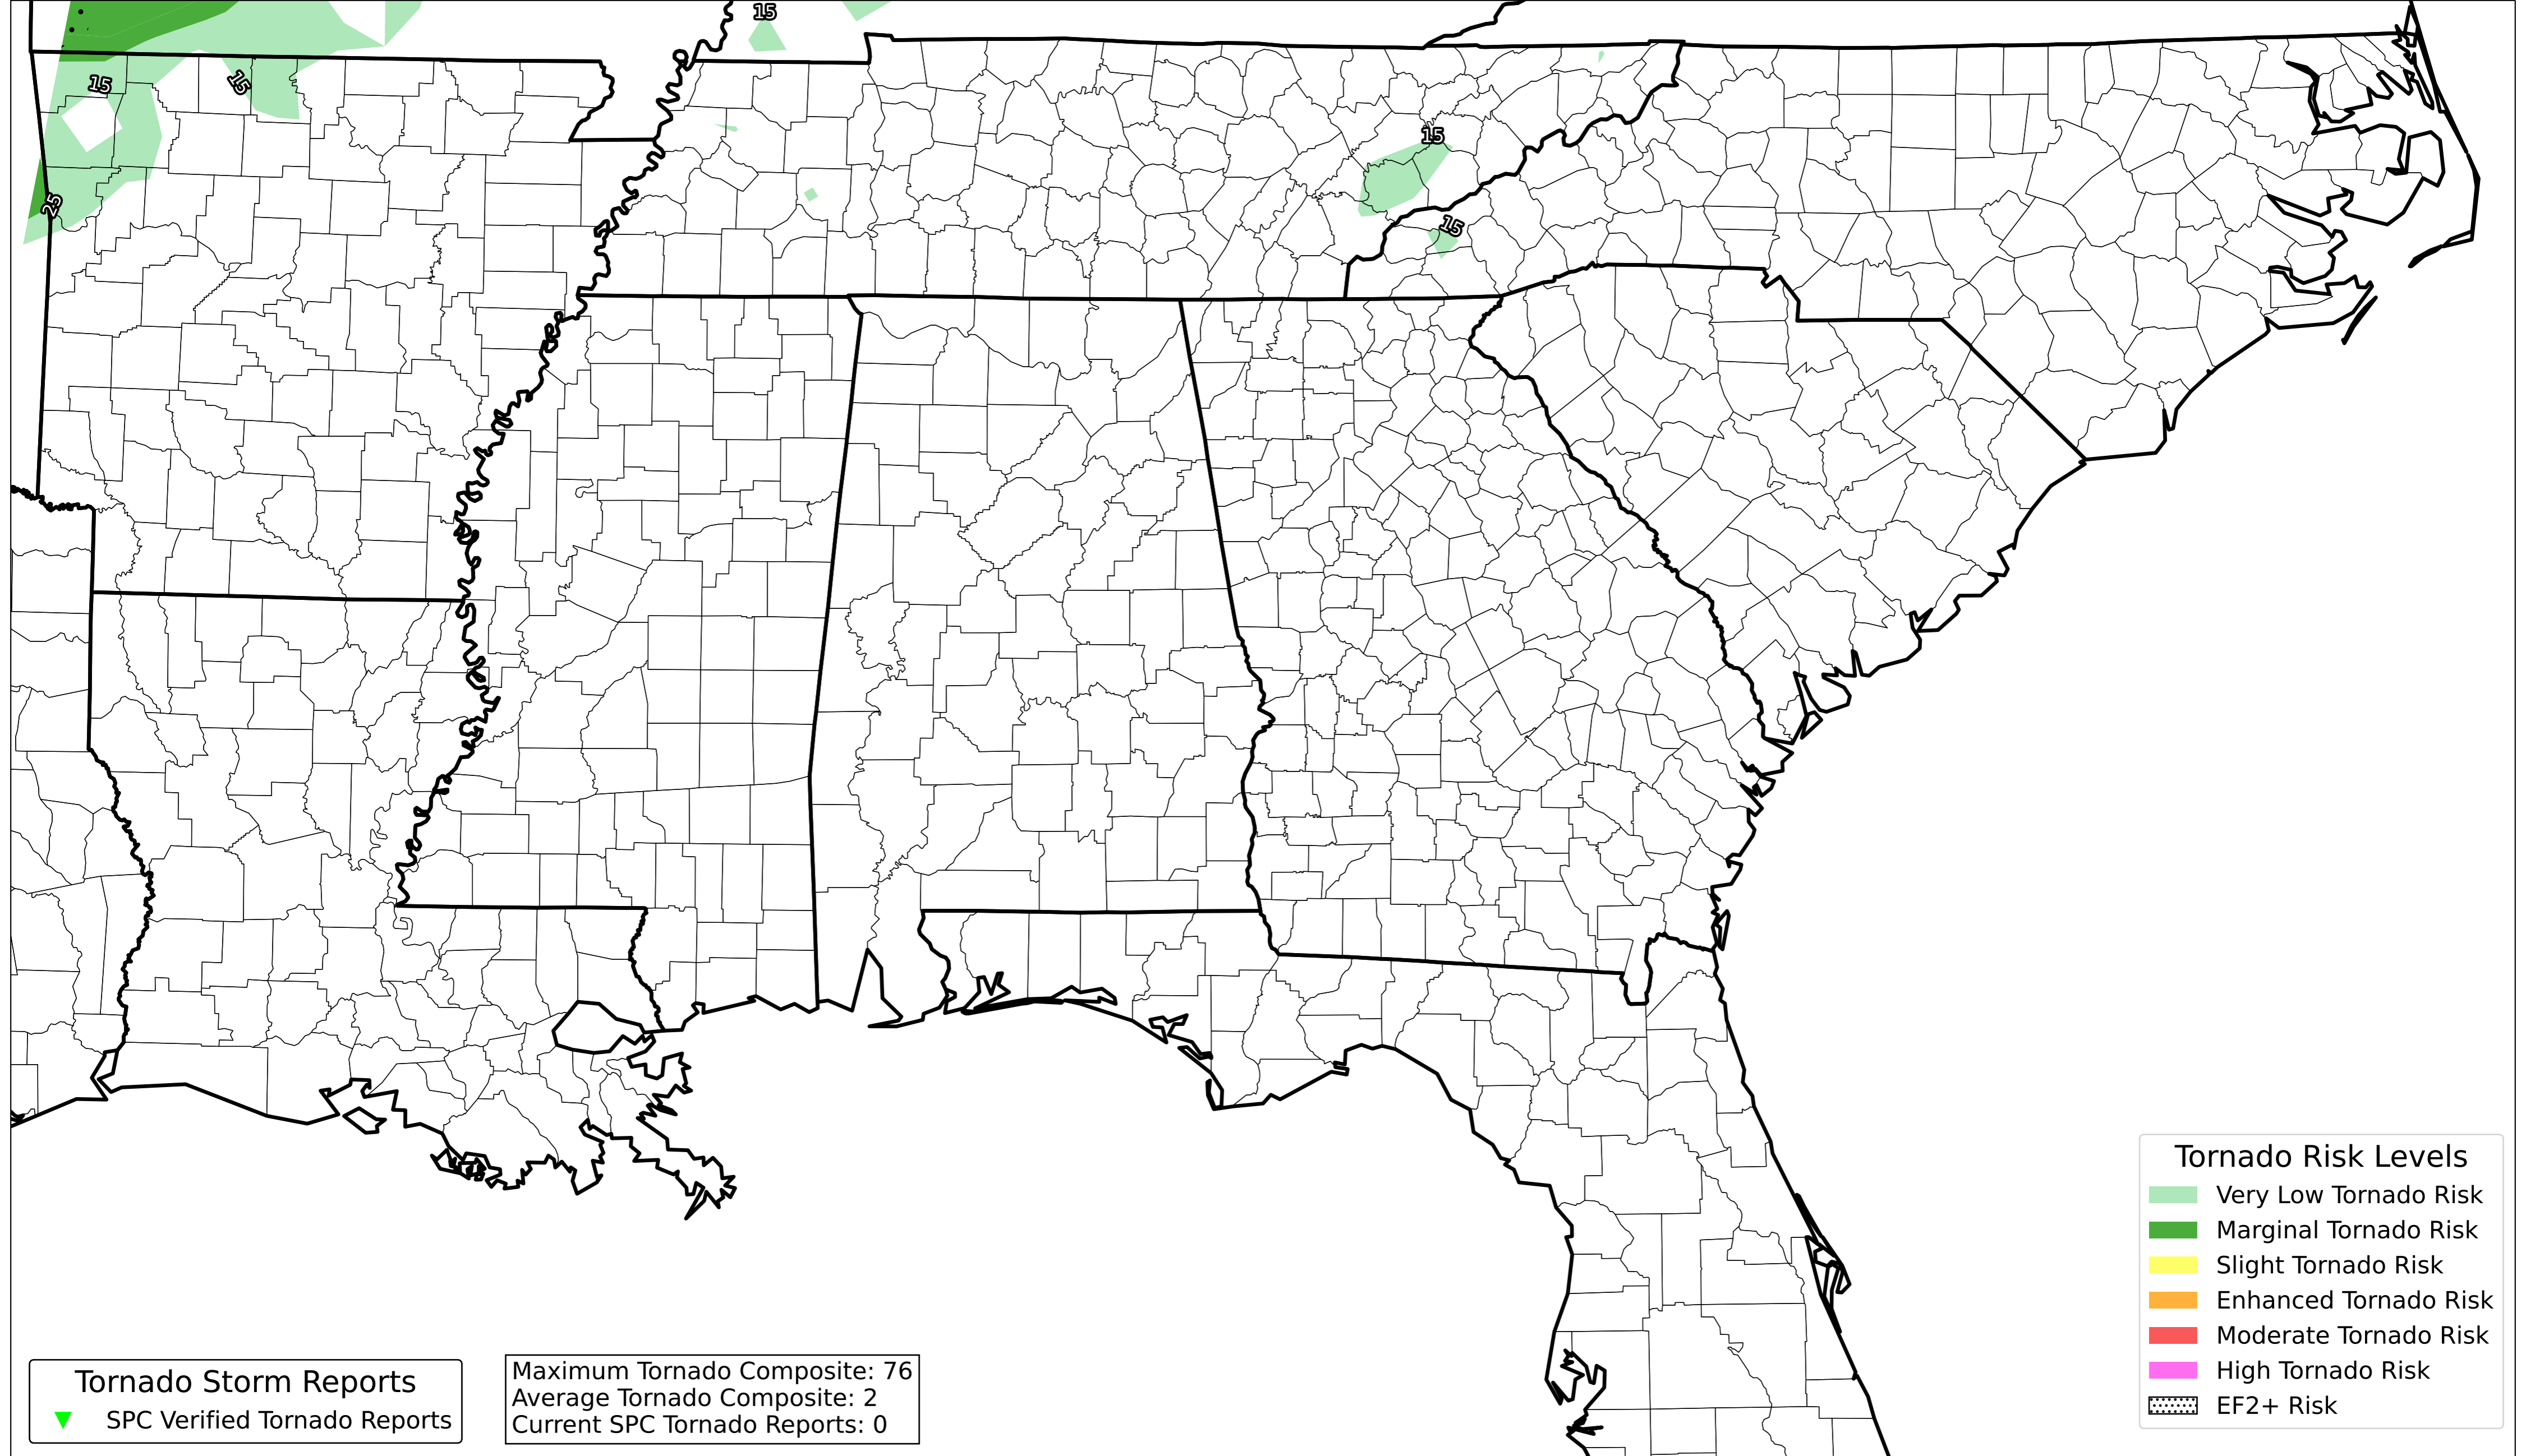 15
15
15
15
25
15
Tornado Risk Levels
Very Low Tornado Risk
Marginal Tornado Risk
Slight Tornado Risk
Enhanced Tornado Risk
Moderate Tornado Risk
High Tornado Risk
EF2+ Risk
Tornado Storm Reports
SPC Verified Tornado Reports
Maximum Tornado Composite: 76
Average Tornado Composite: 2
Current SPC Tornado Reports: 0